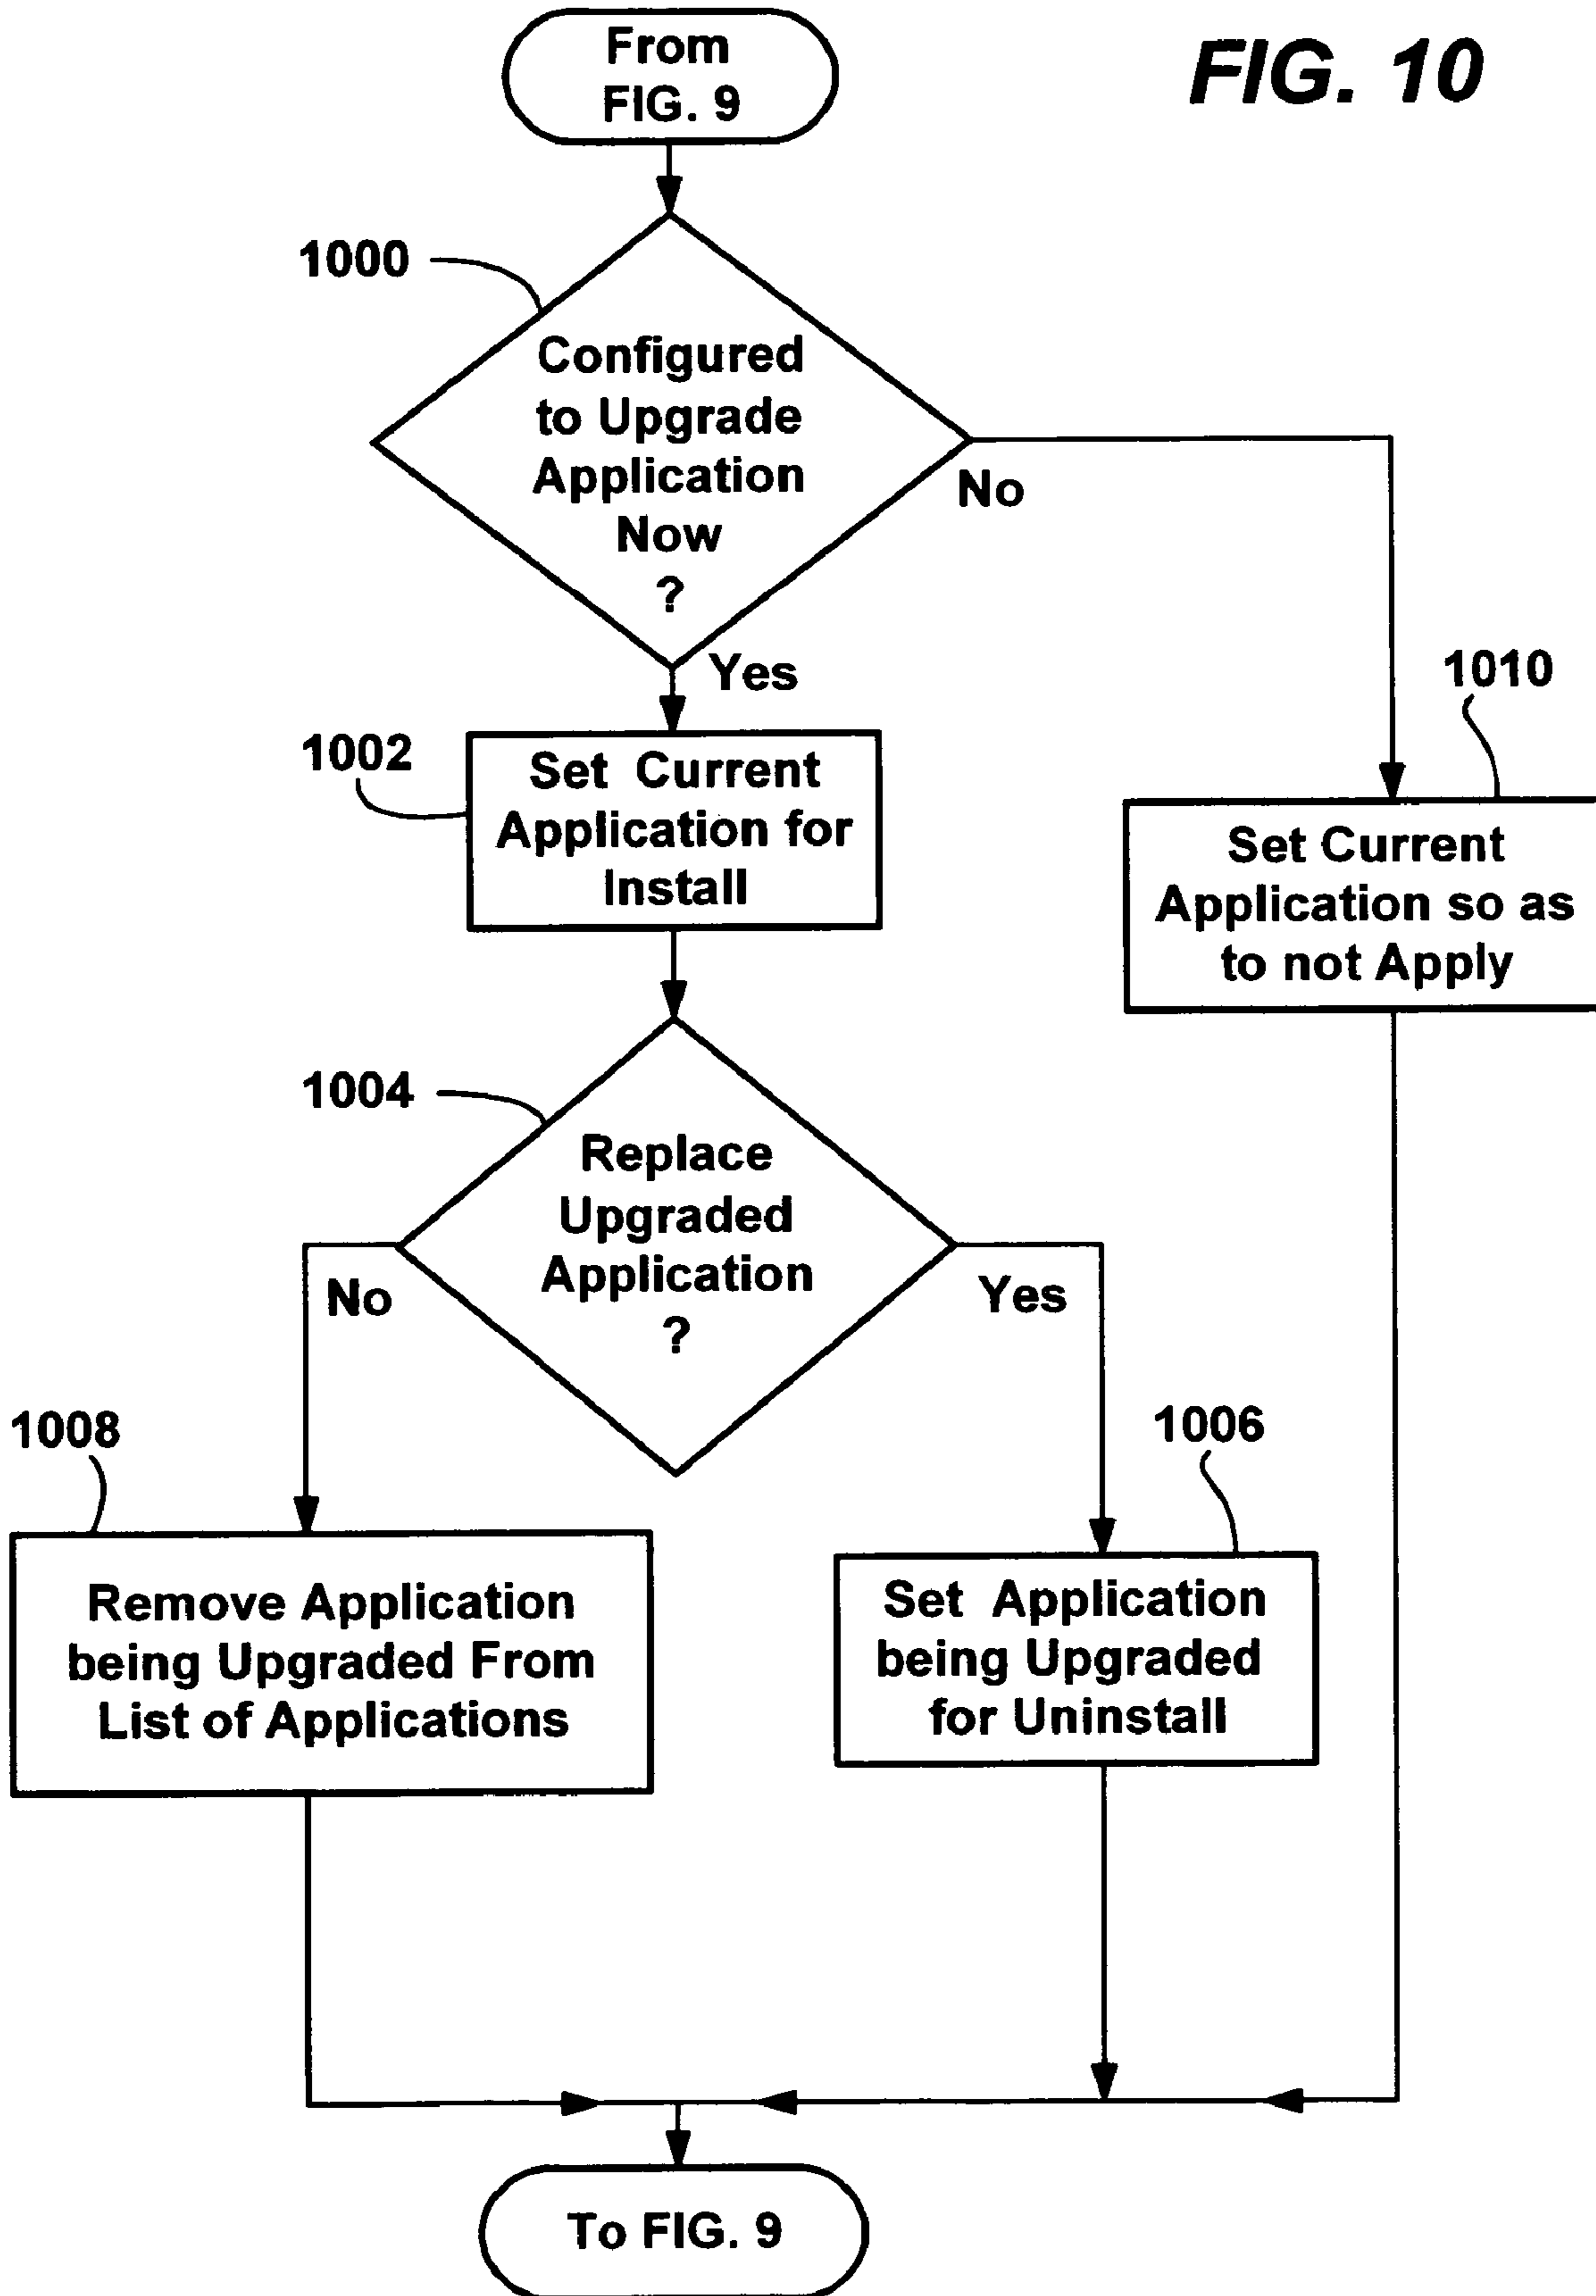 From
FIG. 9
FIG. 10
1000
Configured
to Upgrade
Application
Now
?
No
Yes
1002
Set Current
Application for
Install
1010
Set Current
Application so as
to not Apply
1004
Replace
Upgraded
Application
?
No
Yes
1008
Remove Application
being Upgraded From
List of Applications
1006
Set Application
being Upgraded
for Uninstall
To FIG. 9